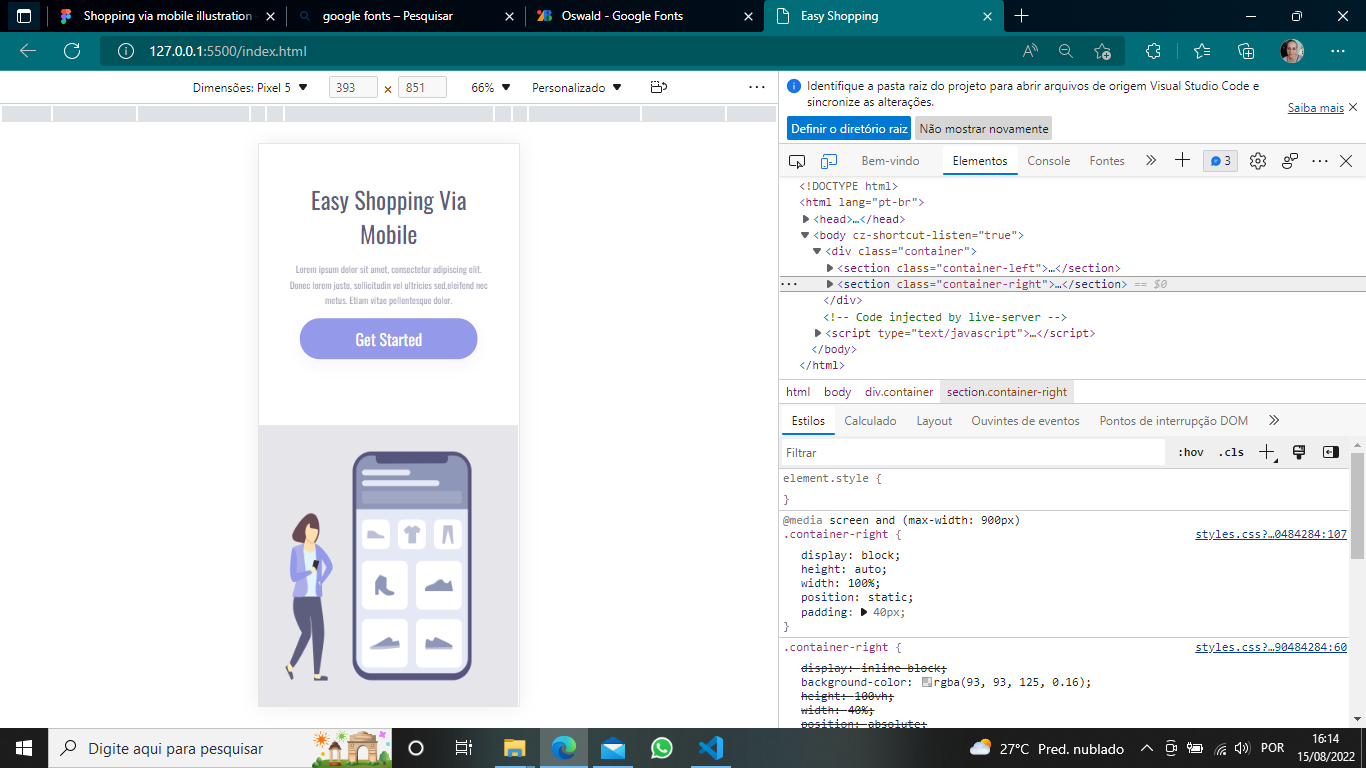 Shopping via mobile illustration
google fonts – Pesquisar
Oswald - Google Fonts
Easy Shopping
127.0.0.1:5500/index.html
Dimensões: Pixel 5
393
×
851
66%
Personalizado
Easy Shopping Via
Mobile
Lorem ipsum dolor sit amet, consectetur adipiscing elit.
Donec lorem justo, sollicitudin vel ultricies sed,eleifend nec
metus. Etiam vitae pellentesque dolor.
Get Started
Identifique a pasta raiz do projeto para abrir arquivos de origem Visual Studio Code e
sincronize as alterações.
Saiba mais
Definir o diretório raiz
Não mostrar novamente
Bem-vindo
Elementos
Console
Fontes
3
<!DOCTYPE html>
<html lang="pt-br">
<head>…</head>
<body cz-shortcut-listen="true">
<div class="container">
<section class="container-left">…</section>
<section class="container-right">…</section> == $0
</div>
<!-- Code injected by live-server -->
<script type="text/javascript">…</script>
</body>
</html>
html body div.container section.container-right
Estilos
Calculado
Layout
Ouvintes de eventos
Pontos de interrupção DOM
Filtrar
:hov
.cls
element.style {
}
@media screen and (max-width: 900px)
.container-right {
styles.css?…0484284:107
display: block;
height: auto;
width: 100%;
position: static;
padding: 40px;
}
.container-right {
styles.css?…90484284:60
display: inline-block;
background-color: rgba(93, 93, 125, 0.16);
height: 100vh;
width: 40%;
position: absolute;
Digite aqui para pesquisar
27°C Pred. nublado
POR
16:14
15/08/2022